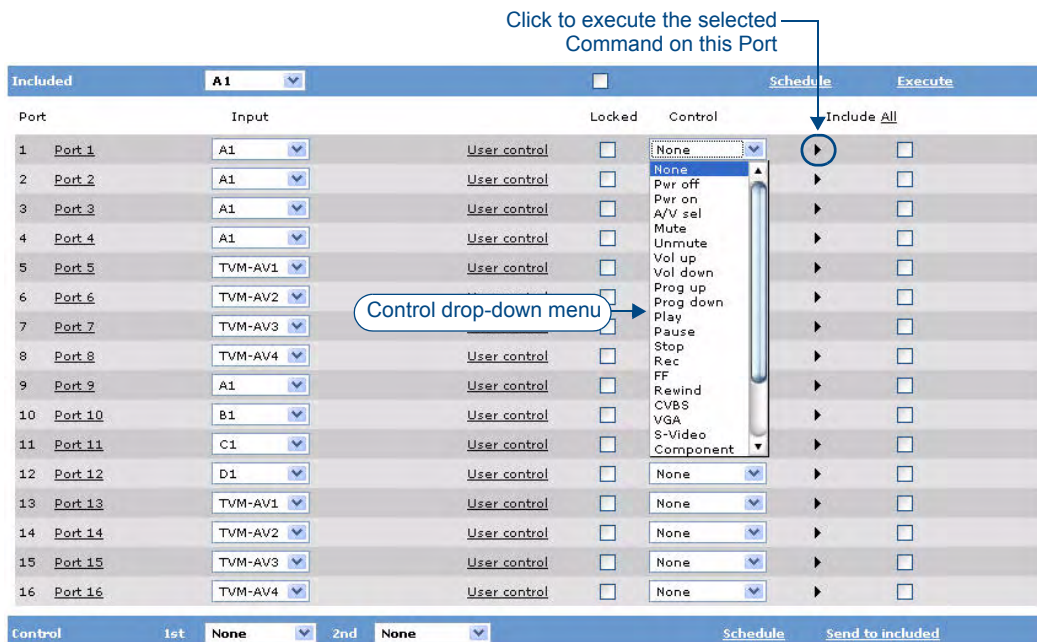 Click to execute the selected
Command on this Port
Included A1 Schedule Execute
Port Input Locked Control Include All
1 Port 1 A1 User control None
2 Port 2 A1 User control
3 Port 3 A1 User control
4 Port 4 A1 User control
5 Port 5 TVM-AV1 User control
6 Port 6 TVM-AV2
7 Port 7 TVM-AV3
8 Port 8 TVM-AV4 User control
9 Port 9 A1 User control
10 Port 10 B1 User control
11 Port 11 C1 User control
None
Pwr off
Pwr on
A/V sel
Mute
Unmute
Vol up
Vol down
Prog up
Prog down
Play
Pause
Stop
Rec
FF
Rewind
CVBS
VGA
S-Video
Component
Control drop-down menu
12 Port 12 D1 User control None
13 Port 13 TVM-AV1 User control None
14 Port 14 TVM-AV2 User control None
15 Port 15 TVM-AV3 User control None
16 Port 16 TVM-AV4 User control None
Control 1st None 2nd None Schedule Send to included